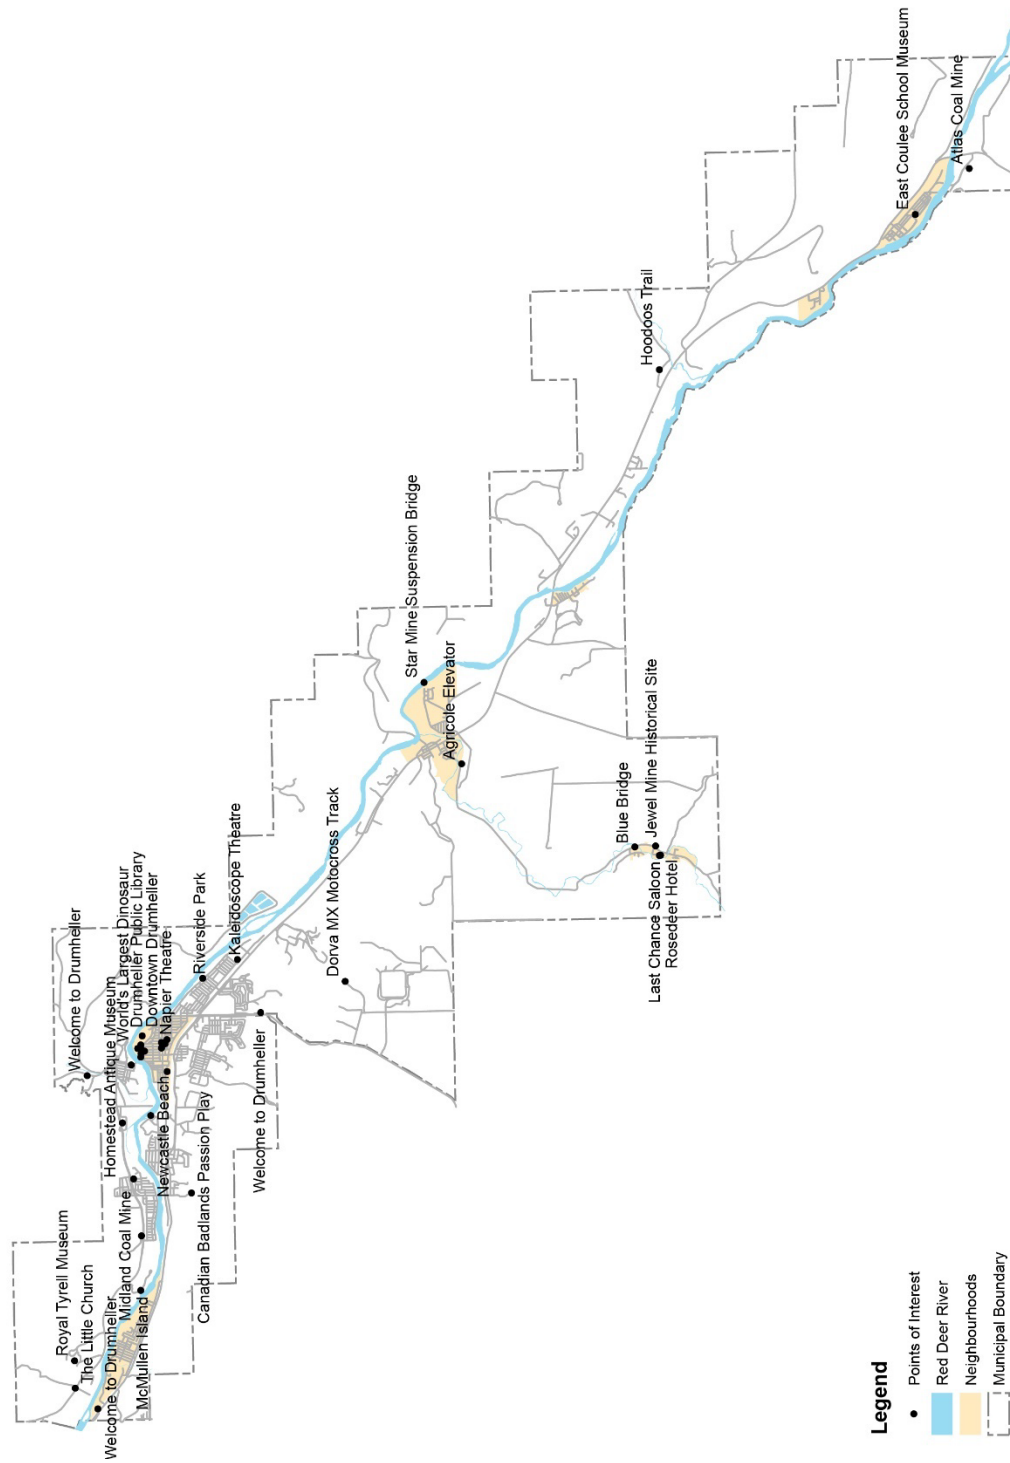 Royal Tyrell Museum
The Little Church
Welcome to Drumheller
Midland Coal Mine
McMullen Island
Canadian Badlands Passion Play
Homestead Antique Museum
Newcastle Beach
Welcome to Drumheller
World's Largest Dinosaur
Drumheller Public Library
Downtown Drumheller
Napier Theatre
Riverside Park
Kaleidoscope Theatre
Welcome to Drumheller
Dorva MX Motocross Track
Star Mine Suspension Bridge
Agricole Elevator
Blue Bridge
Jewel Mine Historical Site
Last Chance Saloon
Rosedeer Hotel
Hoodoos Trail
East Coulee School Museum
Atlas Coal Mine
Legend
Points of Interest
Red Deer River
Neighbourhoods
Municipal Boundary